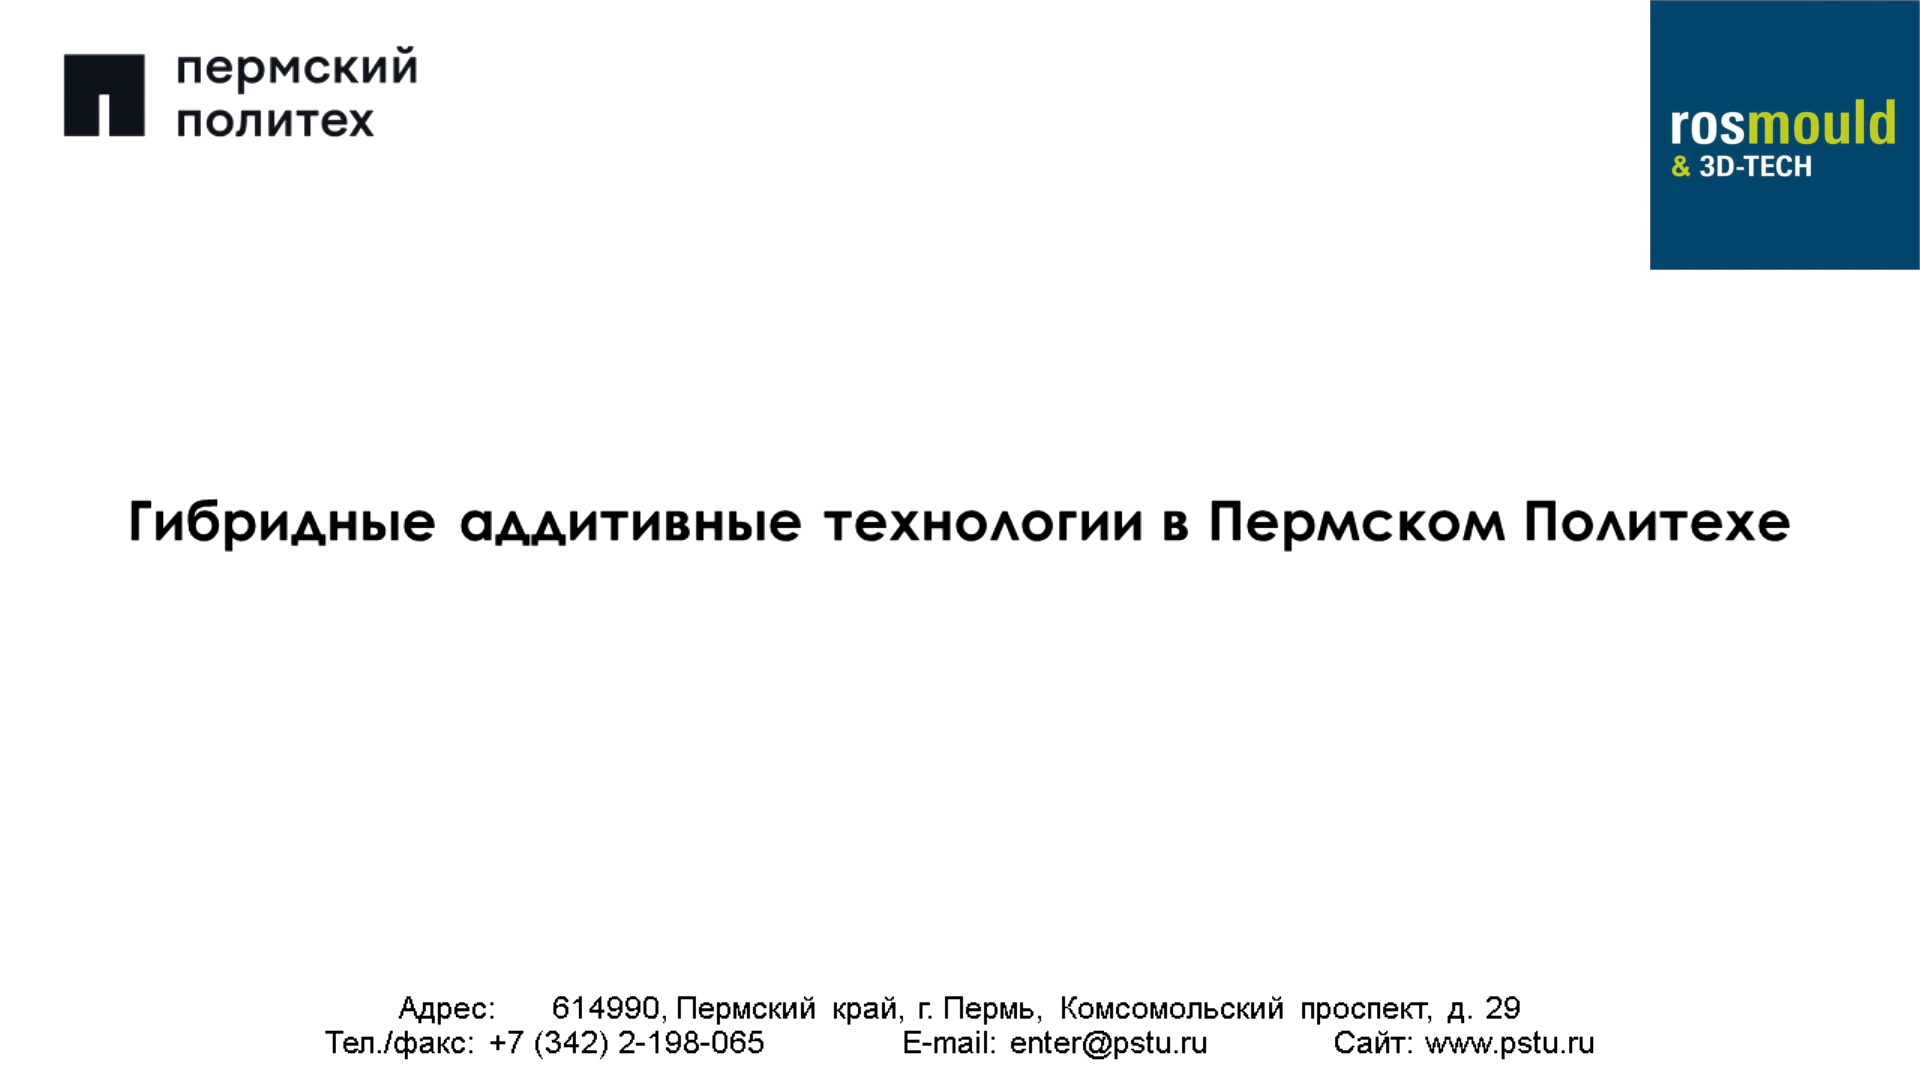 пермский
политех
rosmould
& 3D-TECH
Гибридные аддитивные технологии в Пермском Политехе
Адрес: 614990, Пермский край, г. Пермь, Комсомольский проспект, д. 29
Тел./факс: +7 (342) 2-198-065 E-mail: enter@pstu.ru Сайт: www.pstu.ru